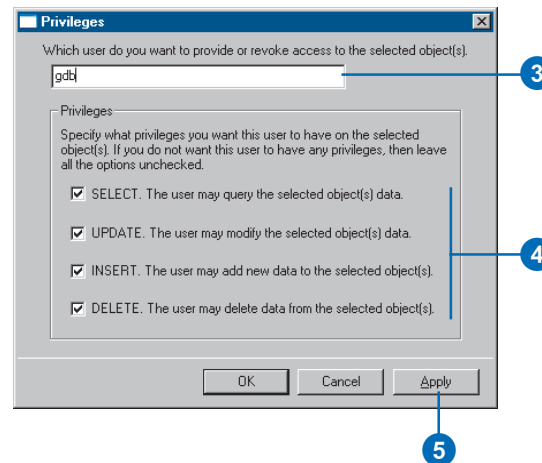 Privileges
Which user do you want to provide or revoke access to the selected object(s).
gdb
3
Privileges
Specify what privileges you want this user to have on the selected
object(s). If you do not want this user to have any privileges, then leave
all the options unchecked.
SELECT. The user may query the selected object(s) data.
UPDATE. The user may modify the selected object(s) data.
4
INSERT. The user may add new data to the selected object(s).
DELETE. The user may delete data from the selected object(s).
OK Cancel Apply
5